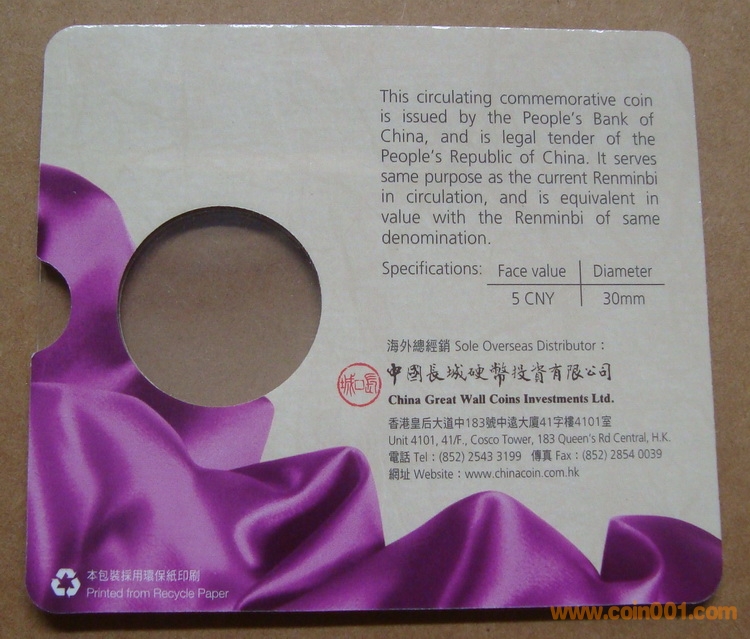 This circulating commemorative coin
is issued by the People's Bank of
China, and is legal tender of the
People's Republic of China. It serves
same purpose as the current Renminbi
in circulation, and is equivalent in
value with the Renminbi of same
denomination.
Specifications: Face value Diameter
5 CNY 30mm
海外總經銷 Sole Overseas Distributor：
中國長城硬幣投資有限公司
China Great Wall Coins Investments Ltd.
香港皇后大道中183號中遠大廈41字樓4101室
Unit 4101, 41/F., Cosco Tower, 183 Queen's Rd Central, H.K.
電話 Tel：(852) 2543 3199 傳真 Fax：(852) 2854 0039
網址 Website：www.chinacoin.com.hk
本包裝採用環保紙印刷
Printed from Recycle Paper
www.coin001.com